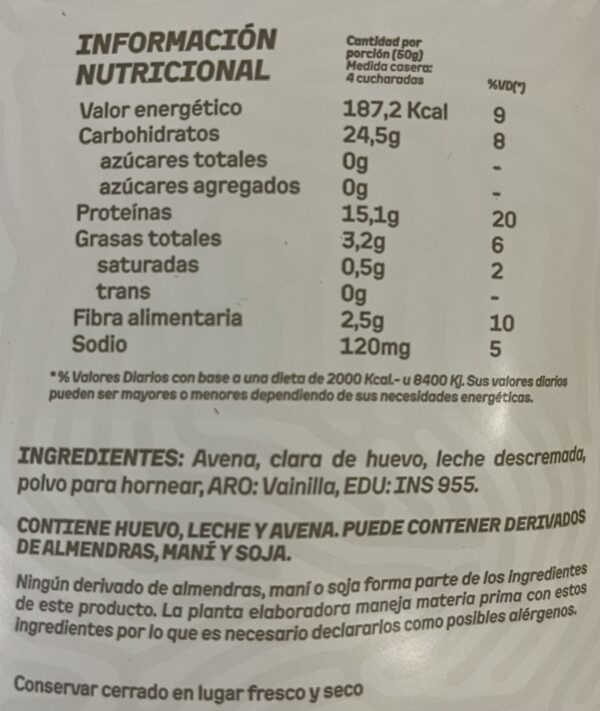 INFORMACIÓN
NUTRICIONAL
Cantidad por
porción (50g)
Medida casera:
4 cucharadas
%VD(*)
Valor energético 187,2 Kcal 9
Carbohidratos 24,5g 8
azúcares totales 0g -
azúcares agregados 0g -
Proteínas 15,1g 20
Grasas totales 3,2g 6
saturadas 0,5g 2
trans 0g -
Fibra alimentaria 2,5g 10
Sodio 120mg 5
*% Valores Diarios con base a una dieta de 2000 Kcal.- u 8400 Kj. Sus valores diarios
pueden ser mayores o menores dependiendo de sus necesidades energéticas.
INGREDIENTES: Avena, clara de huevo, leche descremada,
polvo para hornear, ARO: Vainilla, EDU: INS 955.
CONTIENE HUEVO, LECHE Y AVENA. PUEDE CONTENER DERIVADOS
DE ALMENDRAS, MANÍ Y SOJA.
Ningún derivado de almendras, maní o soja forma parte de los ingredientes
de este producto. La planta elaboradora maneja materia prima con estos
ingredientes por lo que es necesario declararlos como posibles alérgenos.
Conservar cerrado en lugar fresco y seco